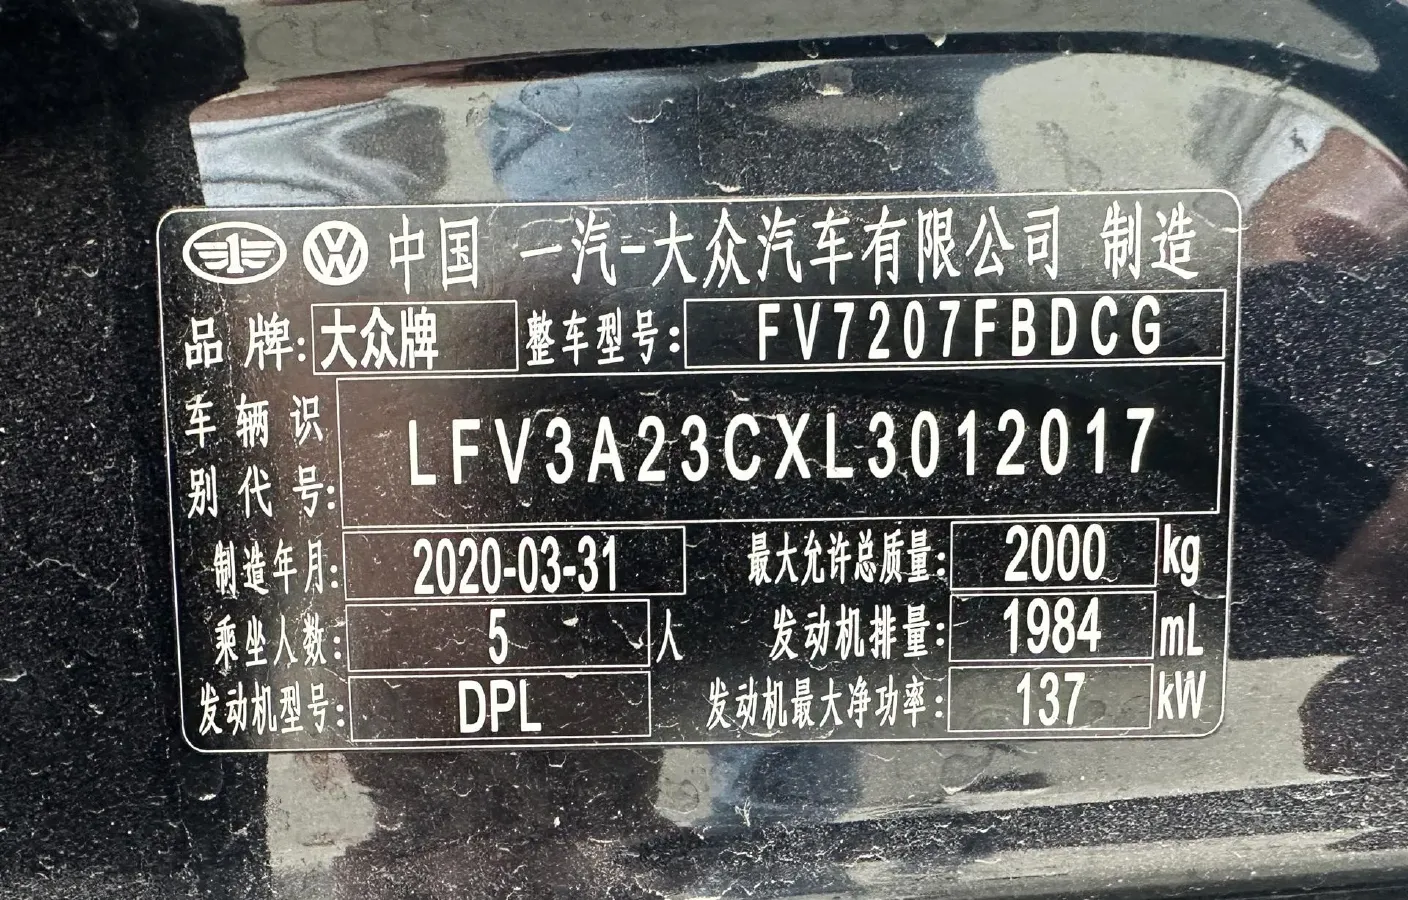 中国 一汽-大众汽车有限公司 制造
品牌: 大众牌 整车型号: FV7207FBDCG
车辆识别代号: LFV3A23CXL3012017
制造年月: 2020-03-31 最大允许总质量: 2000 kg
乘坐人数: 5 人 发动机排量: 1984 mL
发动机型号: DPL 发动机最大净功率: 137 kW